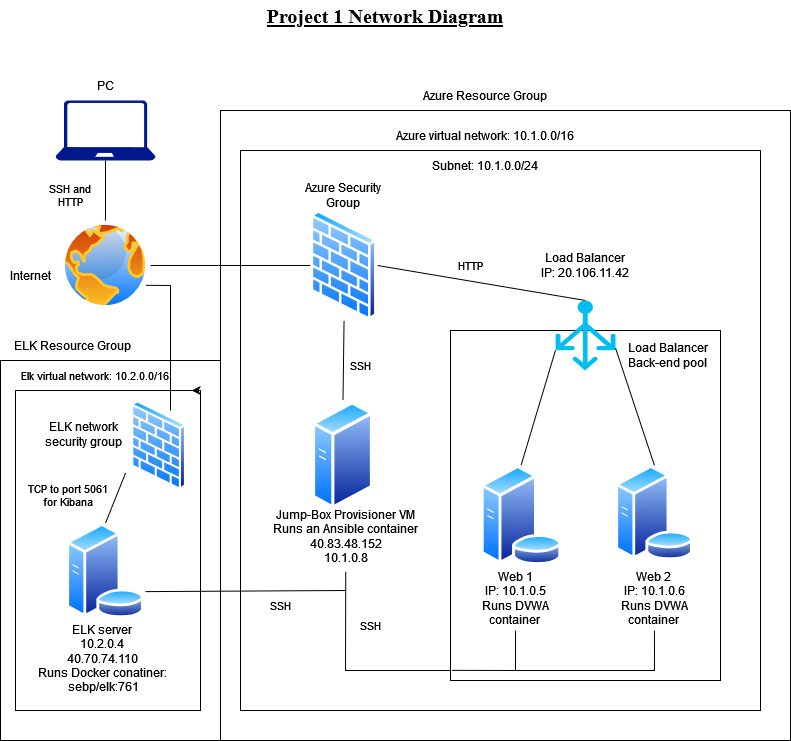 Project 1 Network Diagram
PC
Azure Resource Group
Azure virtual network: 10.1.0.0/16
Subnet: 10.1.0.0/24
SSH and
HTTP
Azure Security
Group
Internet
HTTP
Load Balancer
IP: 20.106.11.42
ELK Resource Group
Load Balancer
Back-end pool
SSH
Elk virtual network: 10.2.0.0/16
ELK network
security group
TCP to port 5061
for Kibana
Jump-Box Provisioner VM
Runs an Ansible container
40.83.48.152
10.1.0.8
Web 1
IP: 10.1.0.5
Runs DVWA
container
Web 2
IP: 10.1.0.6
Runs DVWA
container
SSH
SSH
ELK server
10.2.0.4
40.70.74.110
Runs Docker conatiner:
sebp/elk:761